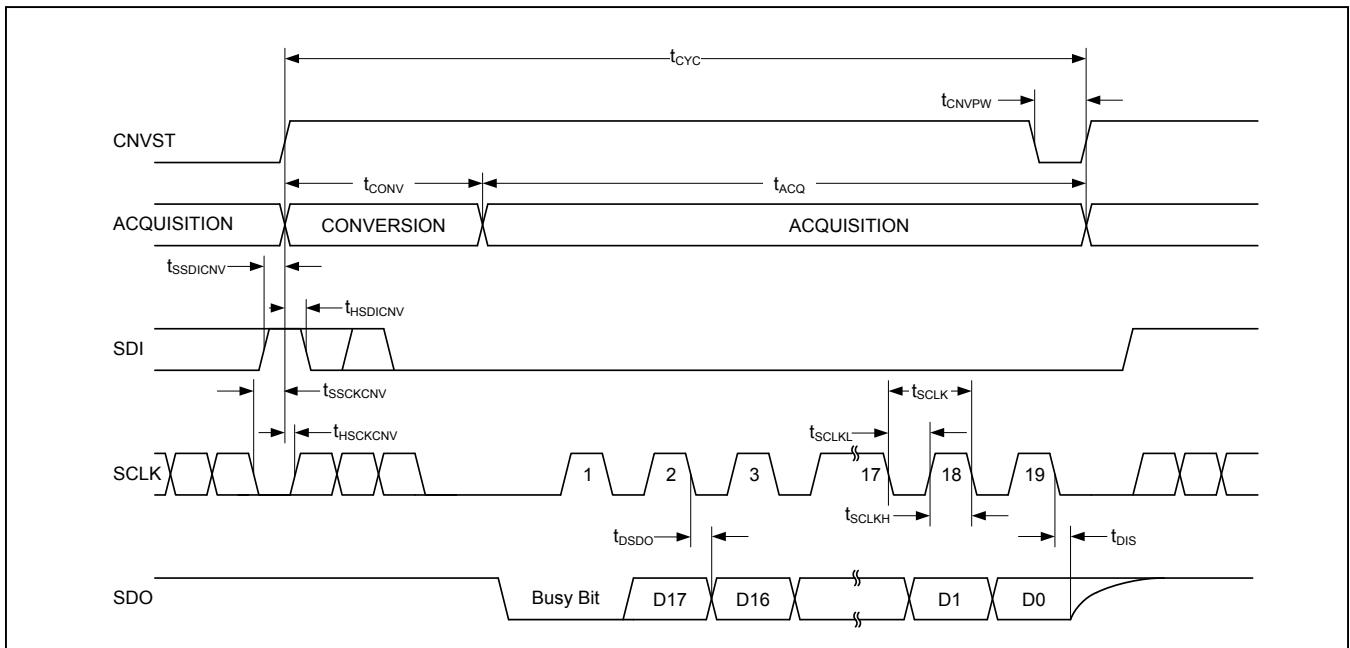 tCYC
tCNVPW
CNVST
tCONV
tACQ
ACQUISITION
CONVERSION
ACQUISITION
tSSDICNV
tHSDICNV
SDI
tSSCKCNV
tSCLK
tHSCKCNV
tSCLKL
SCLK
1
2
3
17
18
19
tSCLKH
tDSDO
tDIS
SDO
Busy Bit
D17
D16
D1
D0